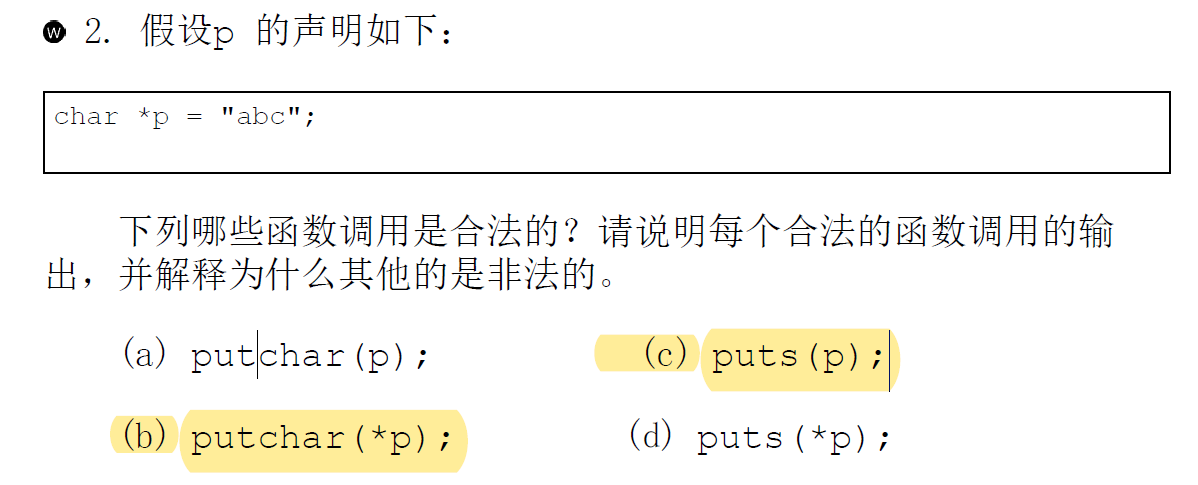 W 2. 假设p 的声明如下：
char *p = "abc";
下列哪些函数调用是合法的？请说明每个合法的函数调用的输
出，并解释为什么其他的是非法的。
(a) putchar(p);
(c) puts(p);
(b) putchar(*p);
(d) puts(*p);